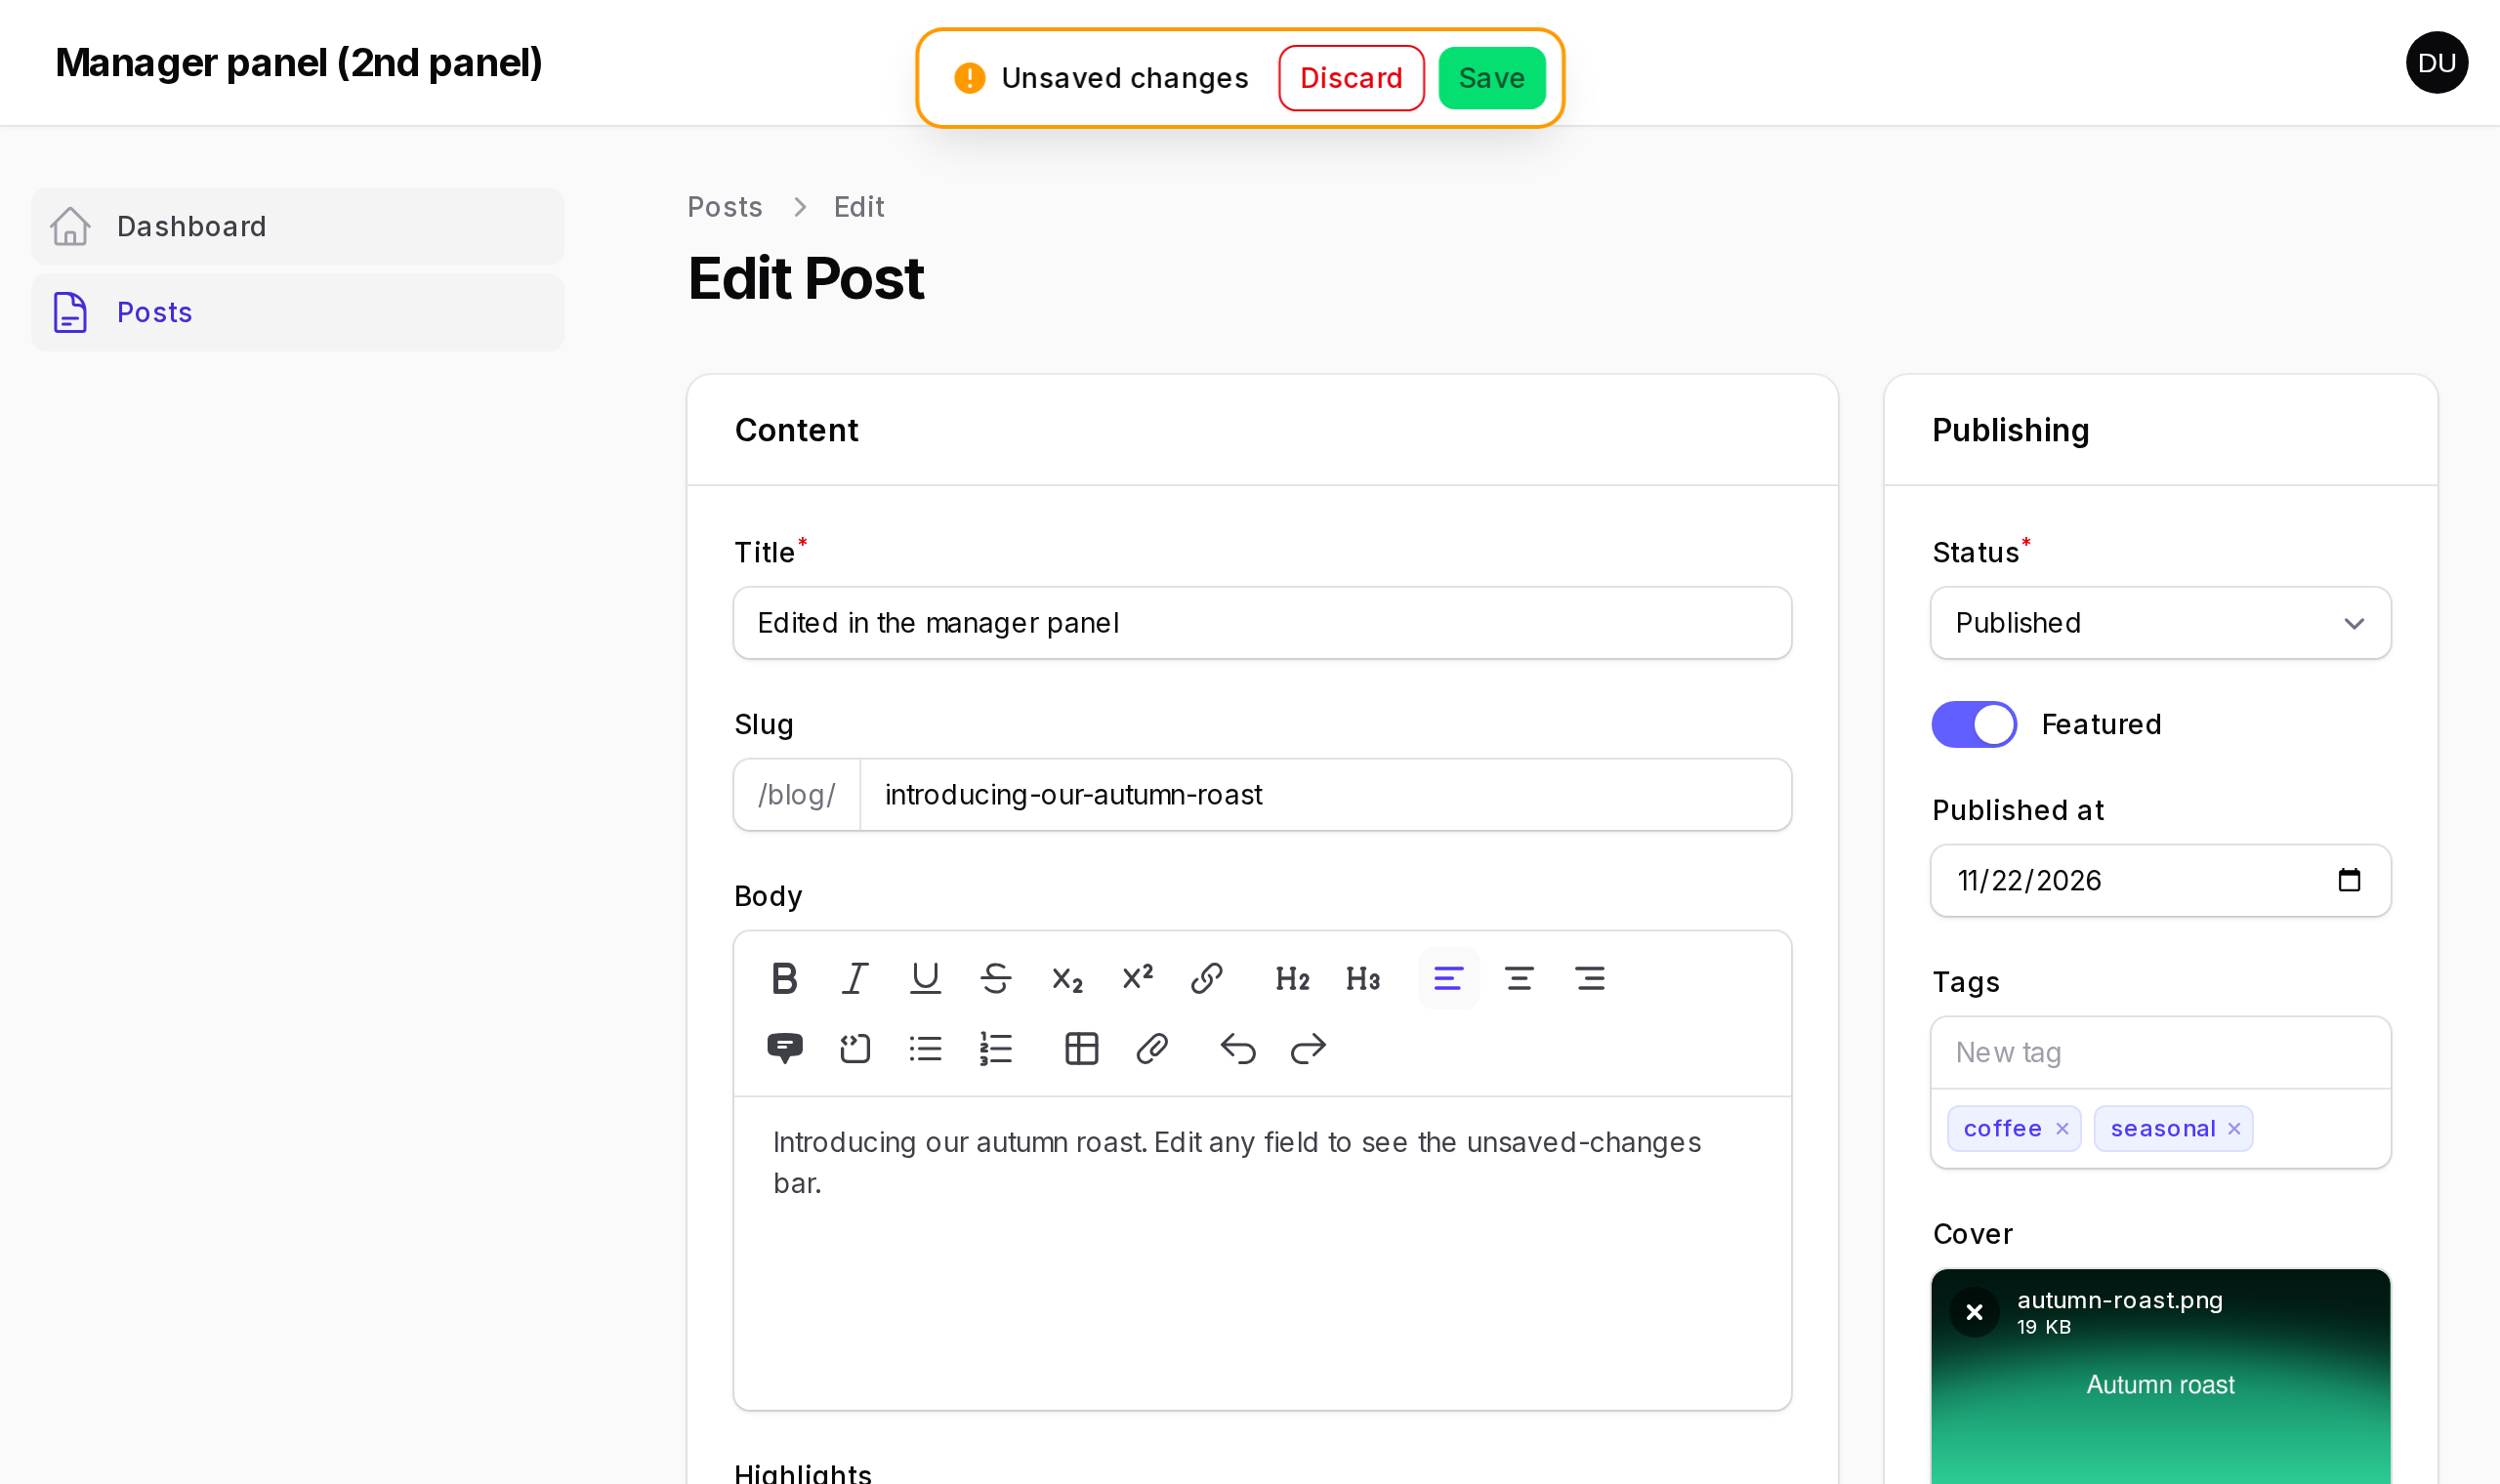 Manager panel (2nd panel)
Unsaved changes
Discard
Save
DU
Dashboard
Posts
Posts
Edit
Edit Post
Content
Title*
Edited in the manager panel
Slug
/blog/
introducing-our-autumn-roast
Body
Introducing our autumn roast. Edit any field to see the unsaved-changes
bar.
Highlights
Publishing
Status*
Published
Featured
Published at
11/22/2026
Tags
New tag
coffee
seasonal
Cover
autumn-roast.png
19 KB
Autumn roast